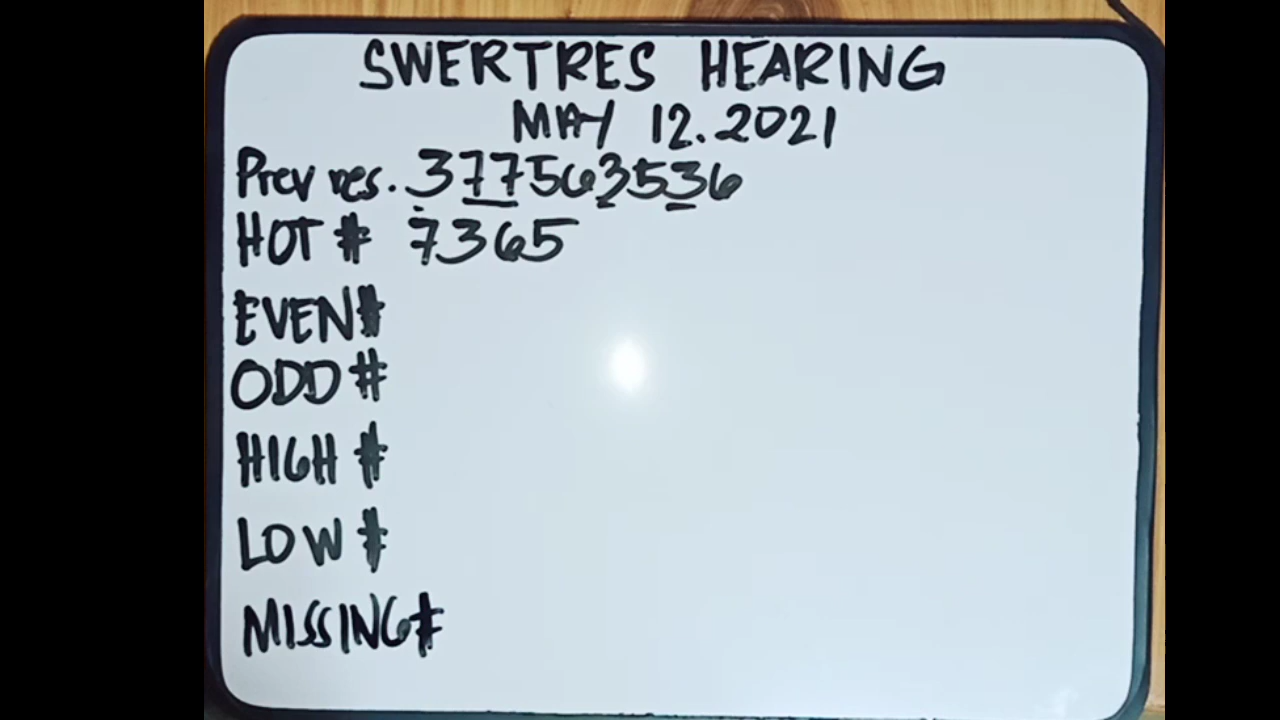 SWERTRES HEARING
MAY 12.2021
Prev res. 377563536
HOT # 7365
EVEN#
ODD #
HIGH #
LOW #
MISSING#